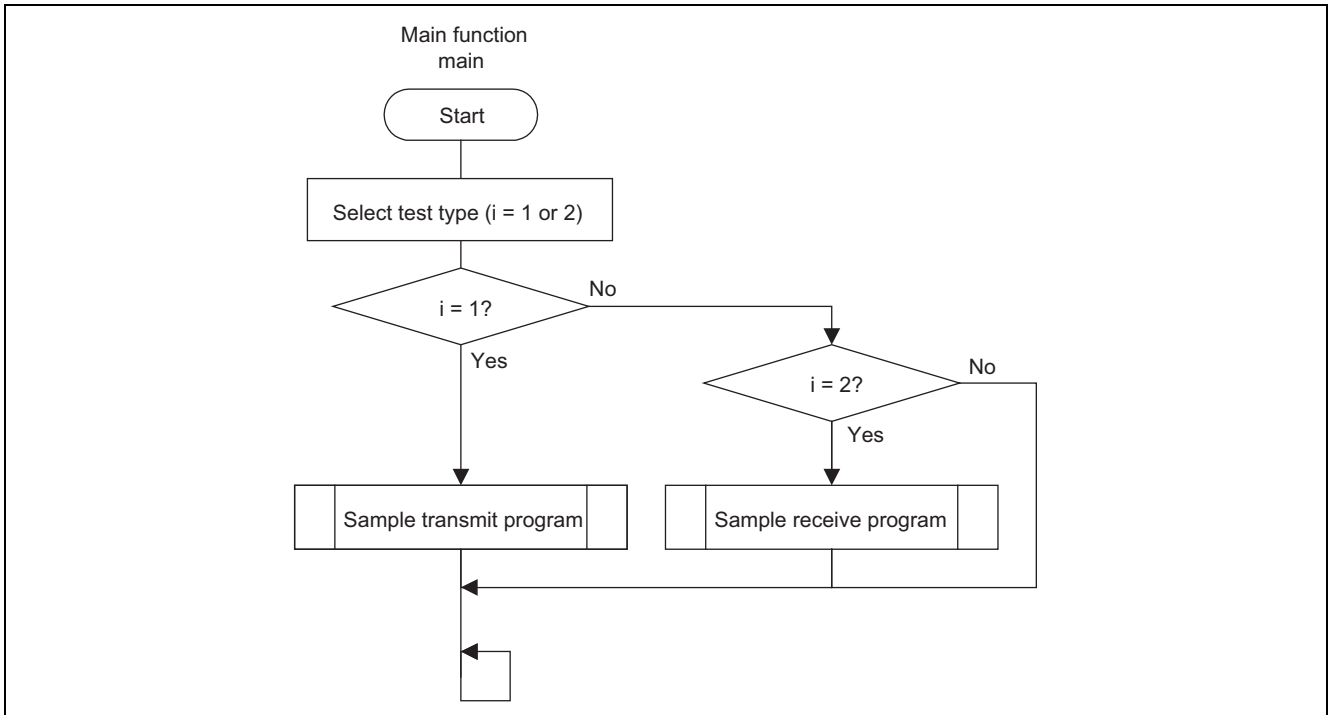 Main function
main
Start
Select test type (i = 1 or 2)
i = 1?
No
Yes
i = 2?
No
Yes
Sample transmit program
Sample receive program